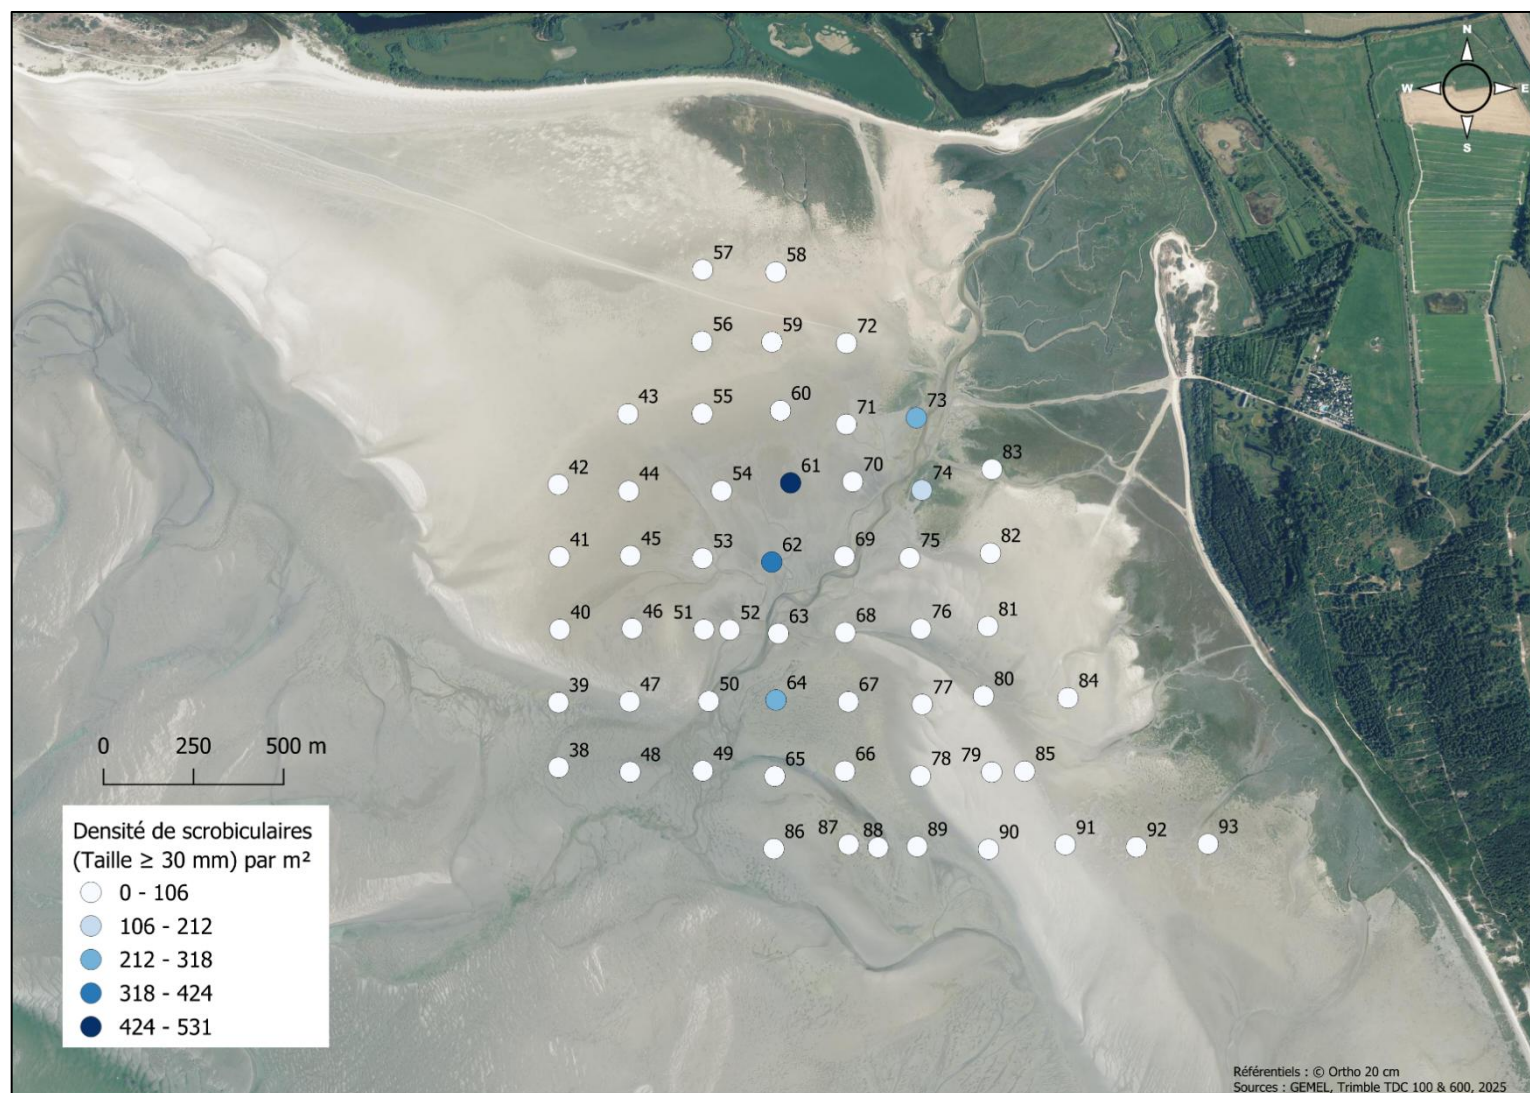 N
W E
S
57 58
56 59 72
43 55 60 71 73
42 44 54 61 70 74 83
41 45 53 62 69 75 82
40 46 51 52 63 68 76 81
39 47 50 64 67 77 80 84
38 48 49 65 66 78 79 85
86 87 88 89 90 91 92 93
0 250 500 m
Densité de scrobiculaires
(Taille ≥ 30 mm) par m²
0 - 106
106 - 212
212 - 318
318 - 424
424 - 531
Référentiels : © Ortho 20 cm
Sources : GEMEL, Trimble TDC 100 & 600, 2025